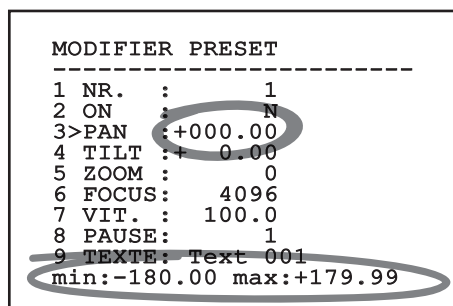 MODIFIER PRESET
-------------------------
1 NR.  :       1
2 ON   :       N
3>PAN  :+000.00
4 TILT :+  0.00
5 ZOOM :       0
6 FOCUS:    4096
7 VIT. :   100.0
8 PAUSE:       1
9 TEXTE: Text 001
min:-180.00 max:+179.99